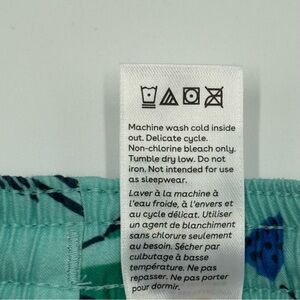 Machine wash cold inside
out. Delicate cycle.
Non-chlorine bleach only.
Tumble dry low. Do not
iron. Not intended for use
as sleepwear.
Laver à la machine à
l'eau froide, à l'envers et
au cycle délicat. Utiliser
un agent de blanchiment
sans chlorure seulement
au besoin. Sécher par
culbutage à basse
température. Ne pas
repasser. Ne pas porter
pour dormir.